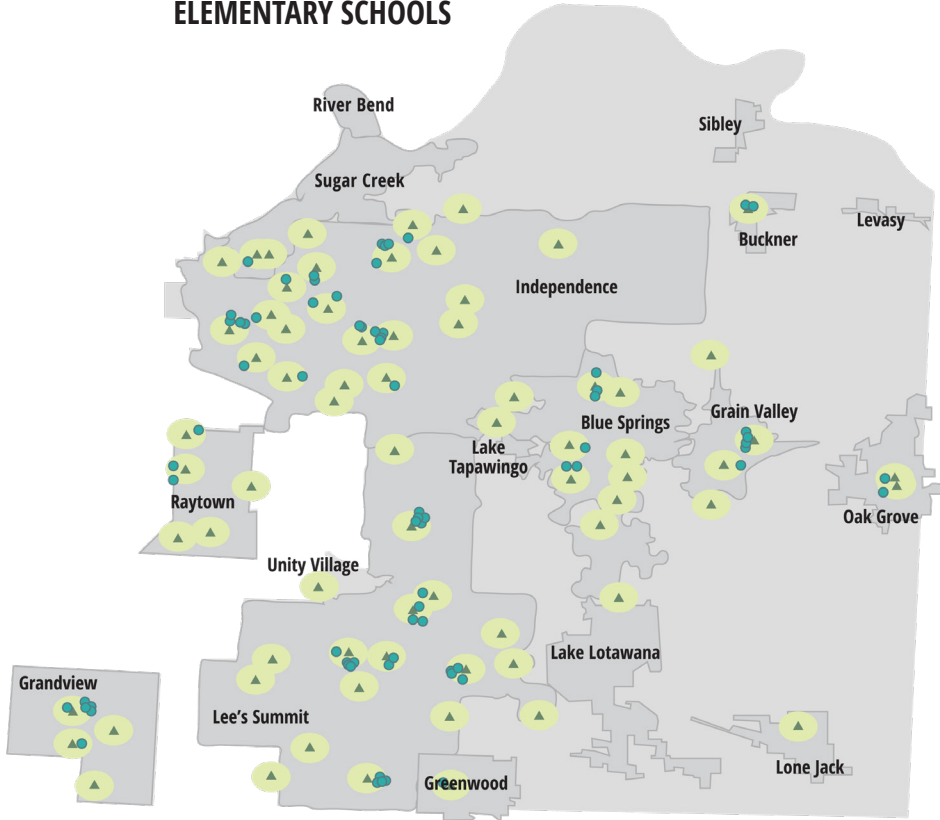 ELEMENTARY SCHOOLS
River Bend
Sibley
Sugar Creek
Levasy
Buckner
Independence
Grain Valley
Blue Springs
Lake
Tapawingo
Raytown
Oak Grove
Unity Village
Lake Lotawana
Grandview
Lee's Summit
Lone Jack
Greenwood